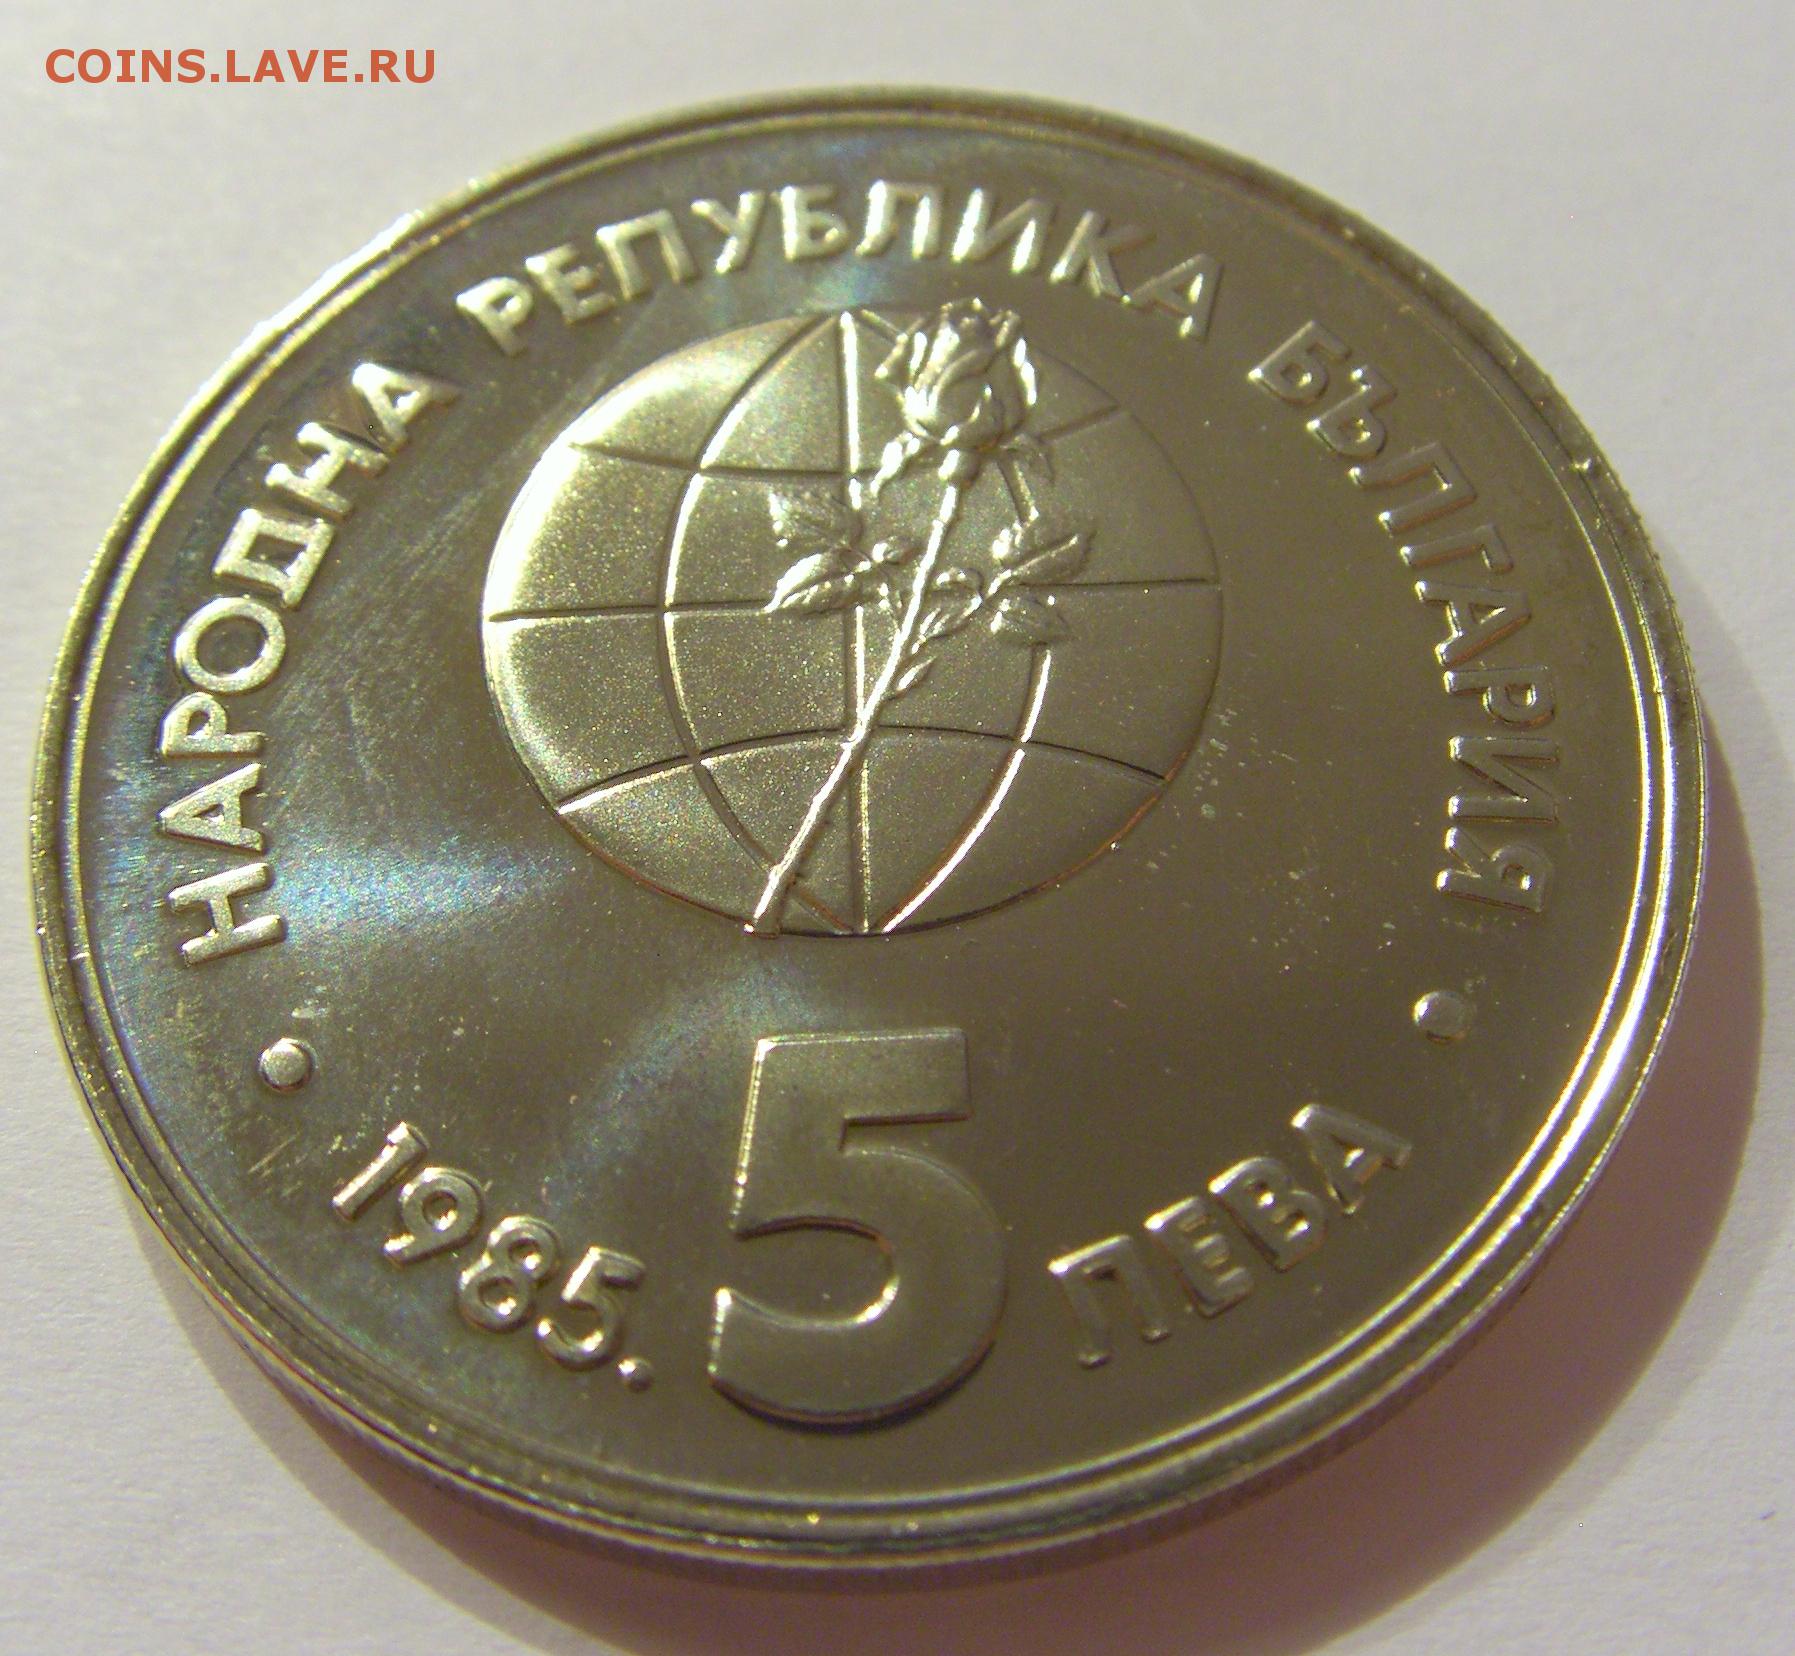 COINS.LAVE.RU
НАРОДНА РЕПУБЛИКА БЪЛГАРИЯ
1985. 5 ЛЕВА